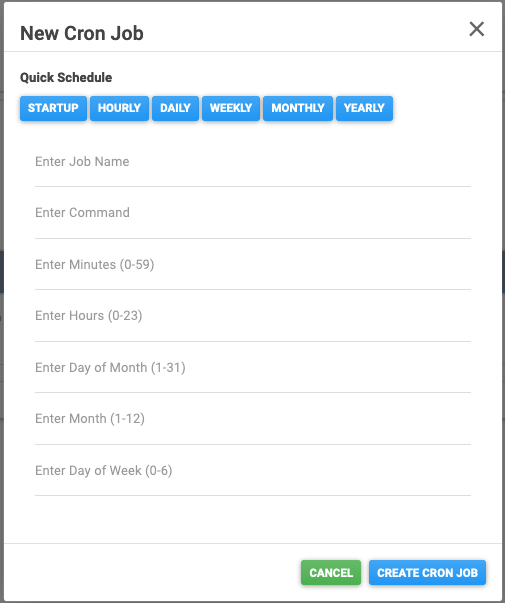 New Cron Job
Quick Schedule
STARTUP HOURLY DAILY WEEKLY MONTHLY YEARLY
Enter Job Name
Enter Command
Enter Minutes (0-59)
Enter Hours (0-23)
Enter Day of Month (1-31)
Enter Month (1-12)
Enter Day of Week (0-6)
CANCEL CREATE CRON JOB